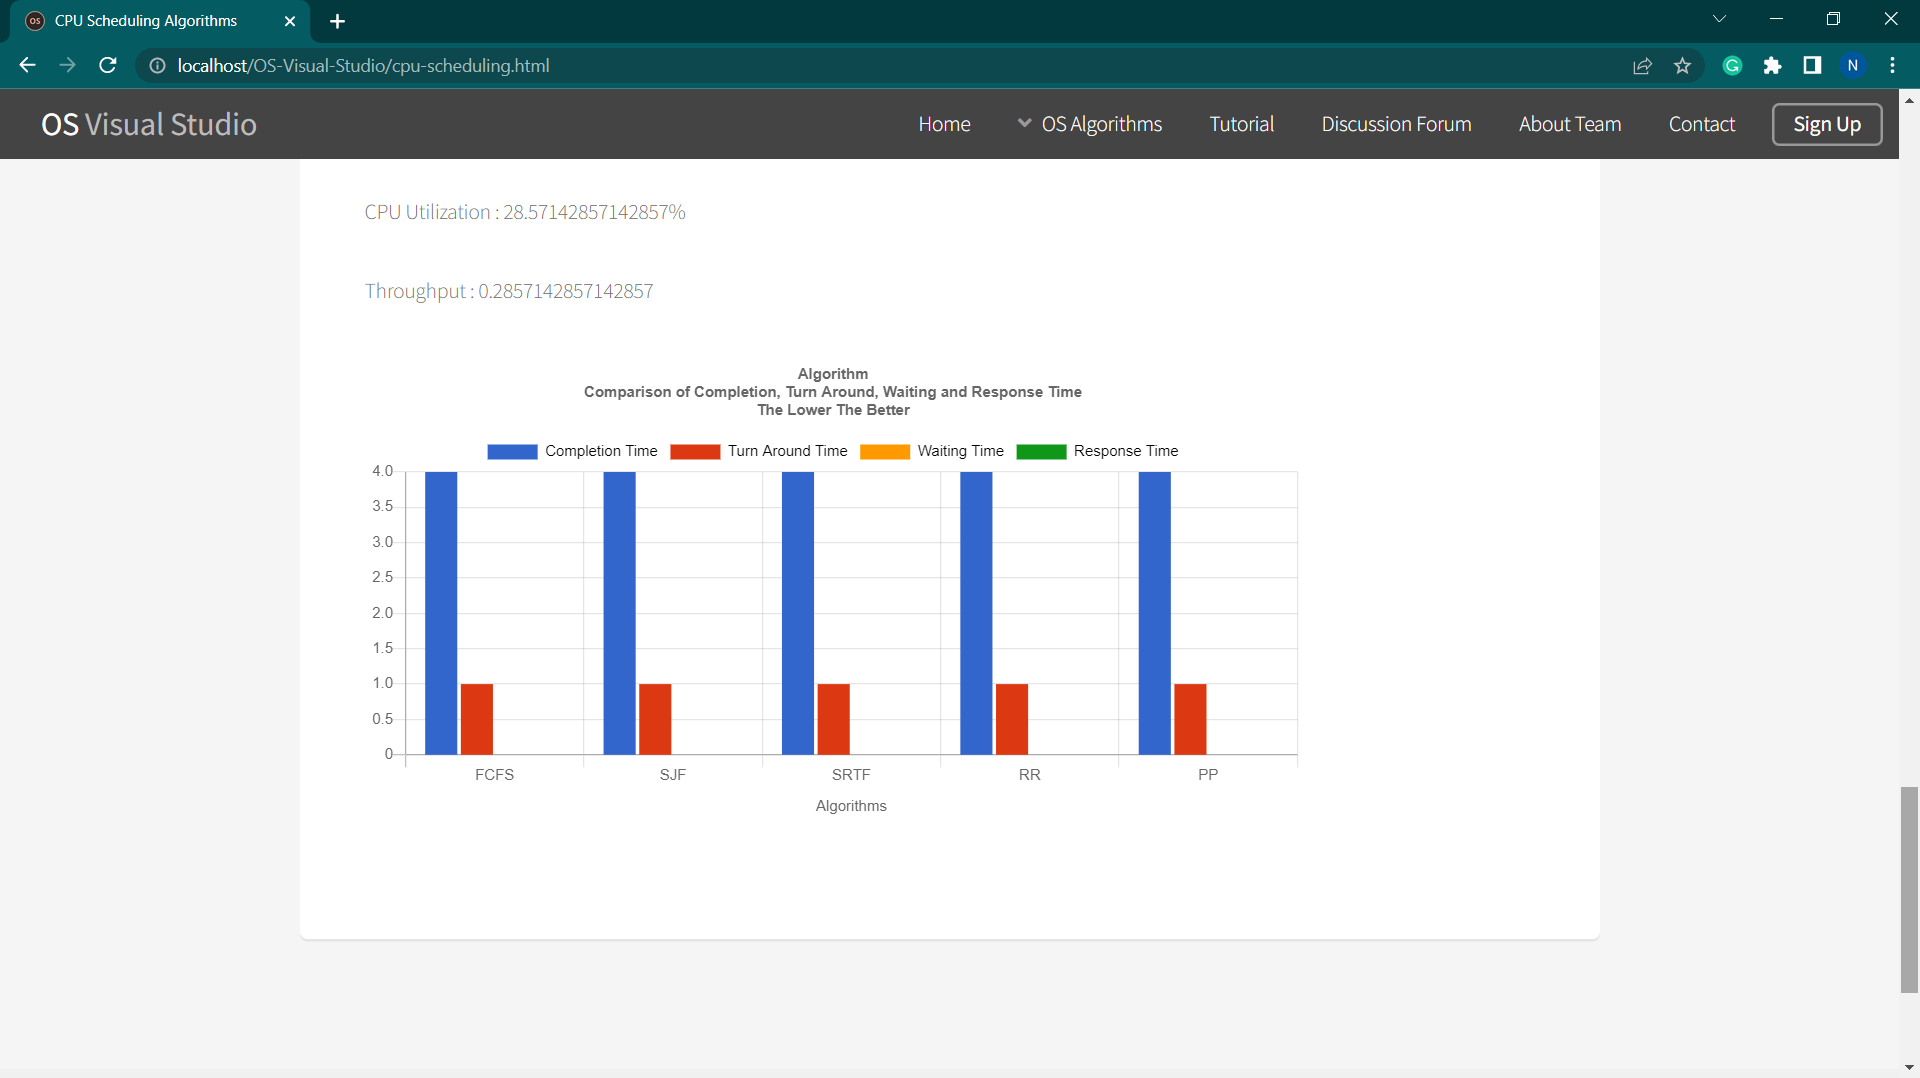 CPU Scheduling Algorithms
localhost/OS-Visual-Studio/cpu-scheduling.html
N
OS Visual Studio
Home
OS Algorithms
Tutorial
Discussion Forum
About Team
Contact
Sign Up
CPU Utilization : 28.57142857142857%
Throughput : 0.2857142857142857
Algorithm
Comparison of Completion, Turn Around, Waiting and Response Time
The Lower The Better
Completion Time
Turn Around Time
Waiting Time
Response Time
4.0
3.5
3.0
2.5
2.0
1.5
1.0
0.5
0
FCFS
SJF
SRTF
RR
PP
Algorithms